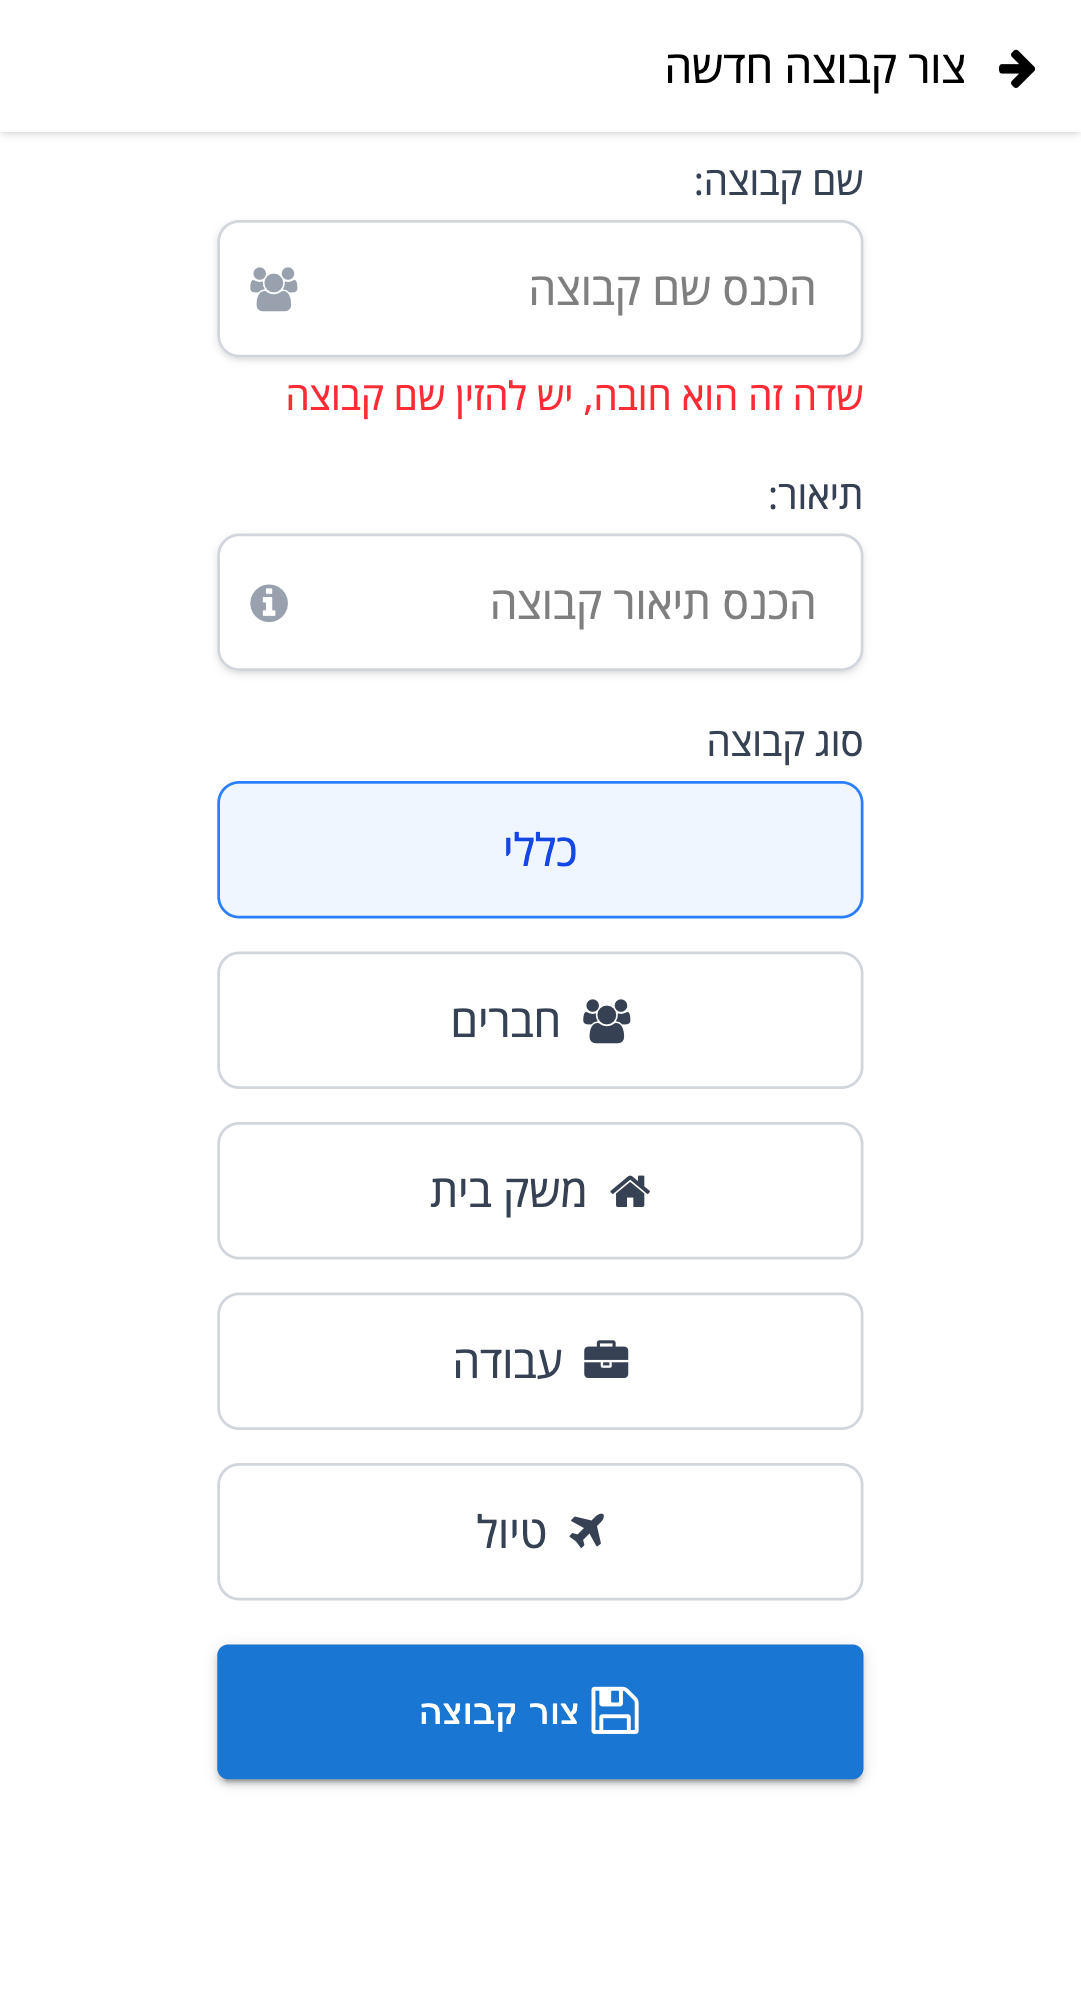 צור קבוצה חדשה
שם קבוצה:
הכנס שם קבוצה
שדה זה הוא חובה, יש להזין שם קבוצה
תיאור:
הכנס תיאור קבוצה
סוג קבוצה
כללי
חברים
משק בית
עבודה
טיול
צור קבוצה